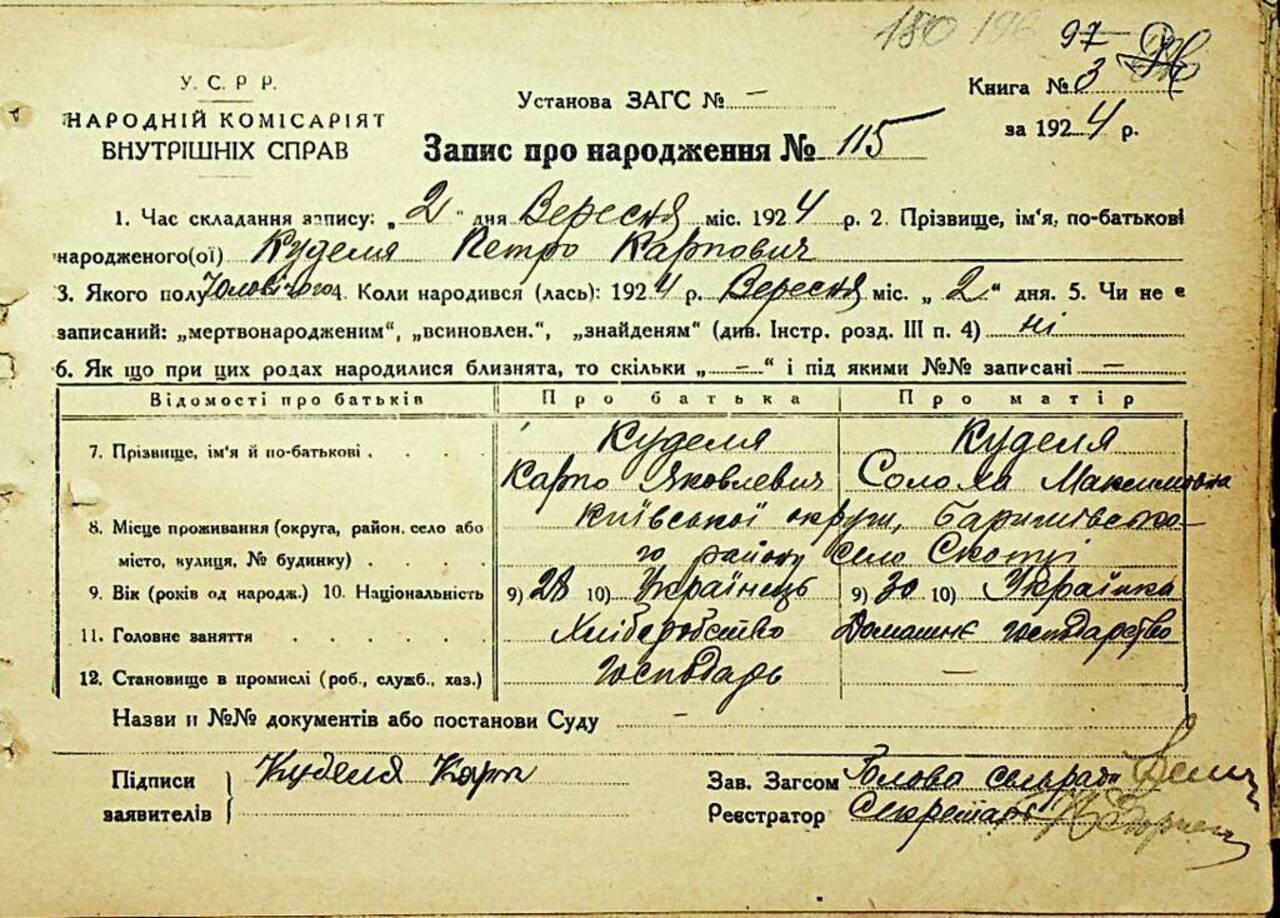 180 196 97
У. С. Р. Р.
НАРОДНІЙ КОМІСАРІЯТ
ВНУТРІШНІХ СПРАВ
Установа ЗАГС № —
Книга № 3
за 1924 р.
Запис про народження № 115
1. Час складання запису: „2" дня Вересня міс. 1924 р. 2. Прізвище, ім'я, по-батькові
народженого(ої) Куделя Петро Карпович
3. Якого полу Чоловічого 4. Коли народився (лась): 1924 р. Вересня міс. „2" дня. 5. Чи не є
записаний: „мертвонародженим", „всиновлен.", „знайденям" (див. Інстр. розд. III п. 4) ні
6. Як що при цих родах народилися близнята, то скільки „—" і під якими №№ записані —
Відомості про батьків Про батька Про матір
7. Прізвище, ім'я й по-батькові . . . . Куделя Куделя
Карпо Яковлевич Солоха Максимовна
8. Місце проживання (округа, район, село або Київської округи, Баришівсько-
місто, вулиця, № будинку) . . . . го району село Скопці
9. Вік (років од народж.) 10. Національність 9) 28 10) Українець 9) 30 10) Українка
11. Головне заняття . . . . . . Хліборобство Домашнє господарство
12. Становище в промислі (роб., служб., хаз.) господарь —
Назви и №№ документів або постанови Суду —
Підписи Куделя Карп
заявителів
Зав. Загсом Голова сельради
Реєстратор Секретарь